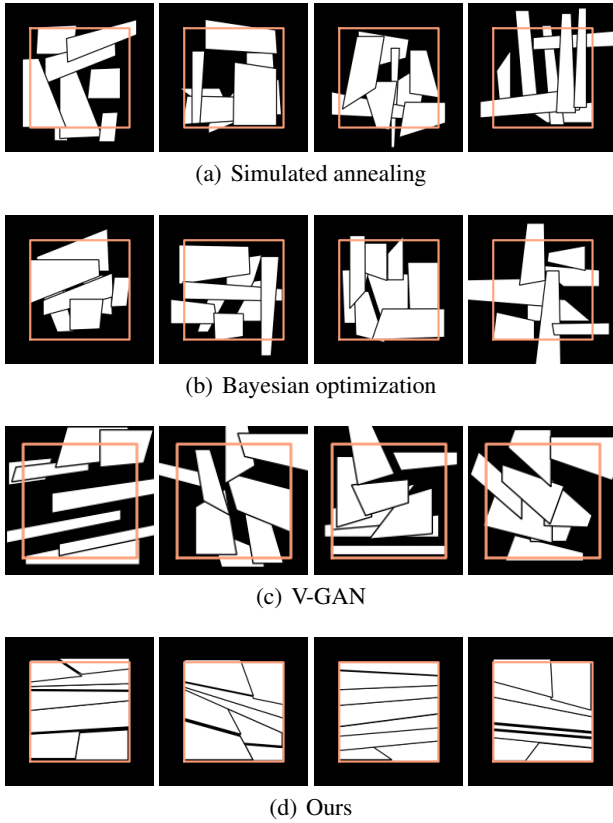 (a) Simulated annealing
(b) Bayesian optimization
(c) V-GAN
(d) Ours